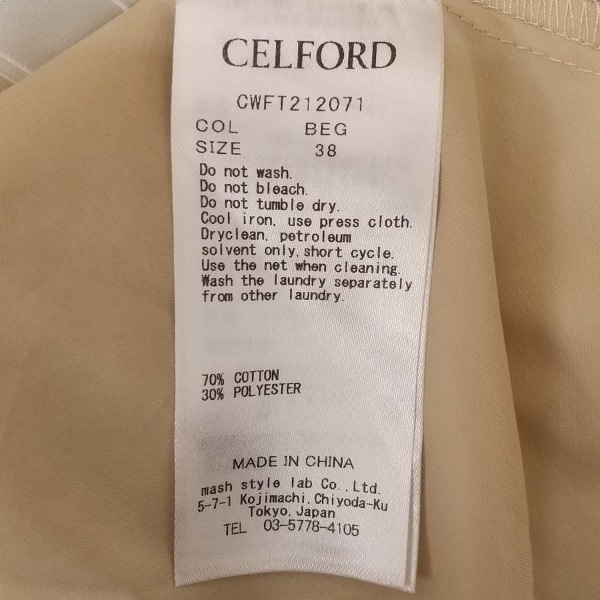 CELFORD
CWFT212071
COL BEG
SIZE 38
Do not wash.
Do not bleach.
Do not tumble dry.
Cool iron, use press cloth.
Dryclean, petroleum
solvent only,short cycle.
Use the net when cleaning.
Wash the laundry separately
from other laundry.
70% COTTON
30% POLYESTER
MADE IN CHINA
mash style lab Co.,Ltd.
5-7-1 Kojimachi,Chiyoda-Ku
Tokyo,Japan
TEL 03-5778-4105